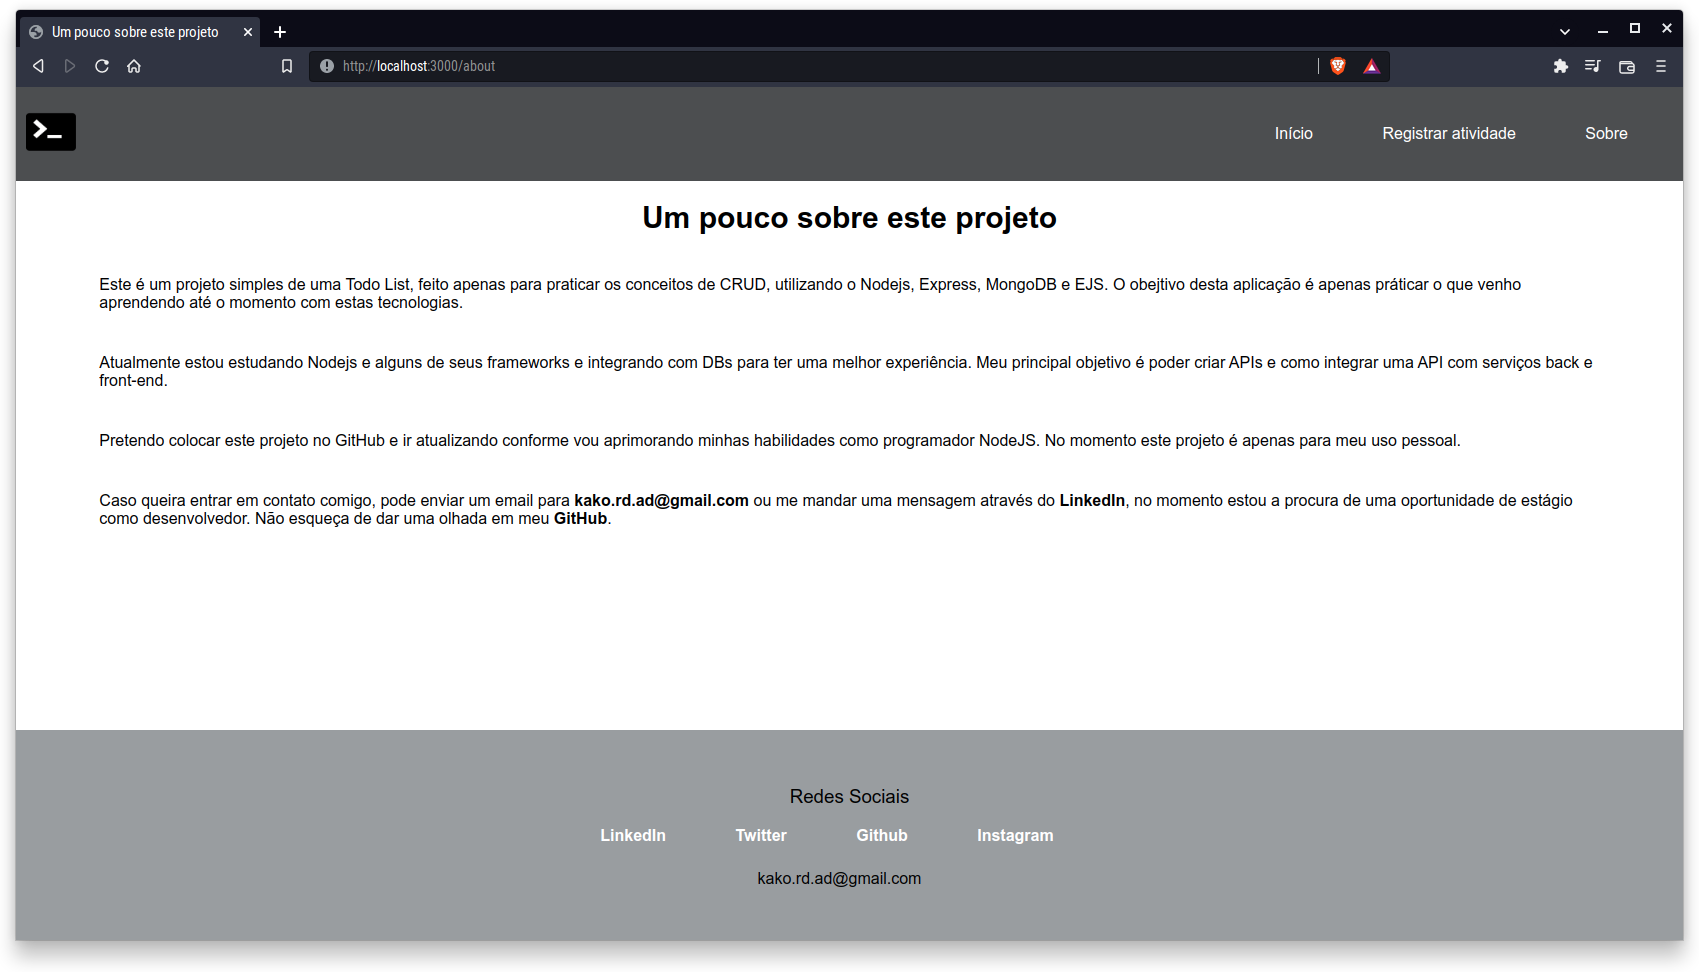 Um pouco sobre este projeto
http://localhost:3000/about
>_
Início Registrar atividade Sobre
Um pouco sobre este projeto
Este é um projeto simples de uma Todo List, feito apenas para praticar os conceitos de CRUD, utilizando o Nodejs, Express, MongoDB e EJS. O obejtivo desta aplicação é apenas práticar o que venho
aprendendo até o momento com estas tecnologias.
Atualmente estou estudando Nodejs e alguns de seus frameworks e integrando com DBs para ter uma melhor experiência. Meu principal objetivo é poder criar APIs e como integrar uma API com serviços back e
front-end.
Pretendo colocar este projeto no GitHub e ir atualizando conforme vou aprimorando minhas habilidades como programador NodeJS. No momento este projeto é apenas para meu uso pessoal.
Caso queira entrar em contato comigo, pode enviar um email para kako.rd.ad@gmail.com ou me mandar uma mensagem através do LinkedIn, no momento estou a procura de uma oportunidade de estágio
como desenvolvedor. Não esqueça de dar uma olhada em meu GitHub.
Redes Sociais
LinkedIn Twitter Github Instagram
kako.rd.ad@gmail.com